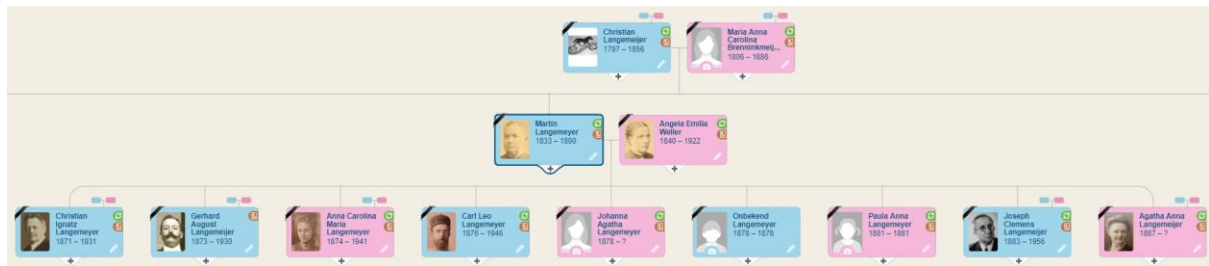 Christian
Langemeijer
1797 – 1856
Maria Anna
Carolina
Brenninkmeij...
1806 – 1886
Martin
Langemeyer
1833 – 1890
Angela Emilia
Weller
1840 – 1922
Christian
Ignatz
Langemeyer
1871 – 1931
Gerhard
August
Langemeijer
1873 – 1930
Anna Carolina
Maria
Langemeyer
1874 – 1941
Carl Leo
Langemeyer
1876 – 1946
Johanna
Agatha
Langemeyer
1878 – ?
Onbekend
Langemeyer
1878 – 1878
Paula Anna
Langemeyer
1881 – 1881
Joseph
Clemens
Langemeijer
1883 – 1956
Agatha Anna
Langemeijer
1887 – ?